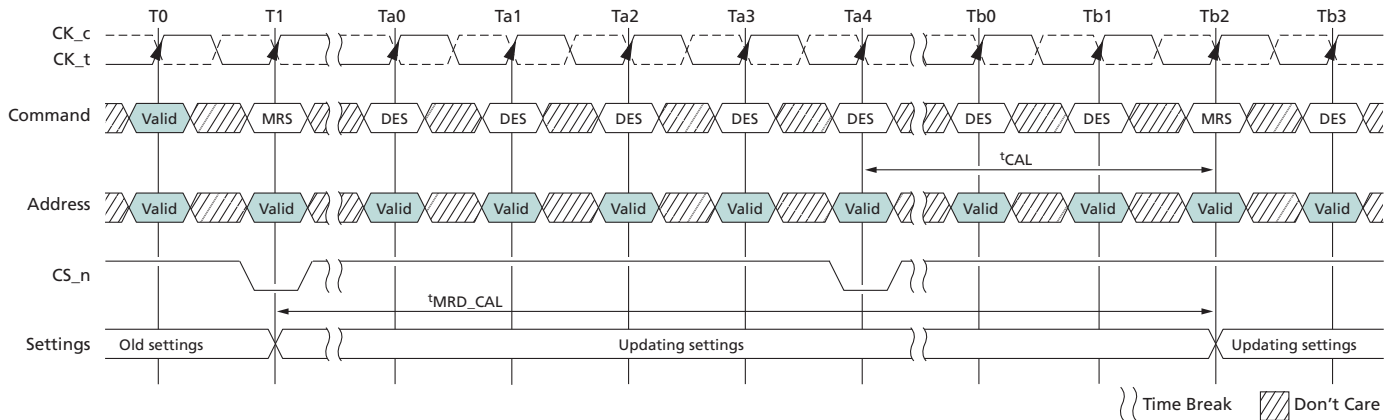 T0 T1 Ta0 Ta1 Ta2 Ta3 Ta4 Tb0 Tb1 Tb2 Tb3
CK_c
CK_t
Command Valid MRS DES DES DES DES DES DES DES MRS DES
tCAL
Address Valid Valid Valid Valid Valid Valid Valid Valid Valid Valid Valid
CS_n
tMRD_CAL
Settings Old settings Updating settings Updating settings
Time Break Don't Care